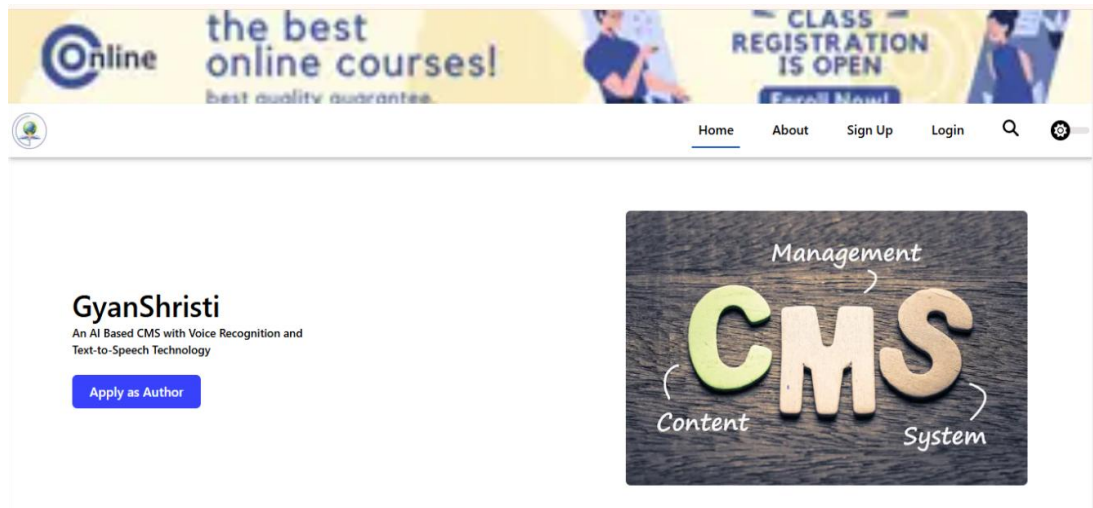 Online
the best
online courses!
best quality guarantee.
CLASS
REGISTRATION
IS OPEN
Enroll Now!
Home
About
Sign Up
Login
GyanShristi
An AI Based CMS with Voice Recognition and
Text-to-Speech Technology
Apply as Author
Management
CMS
Content
System